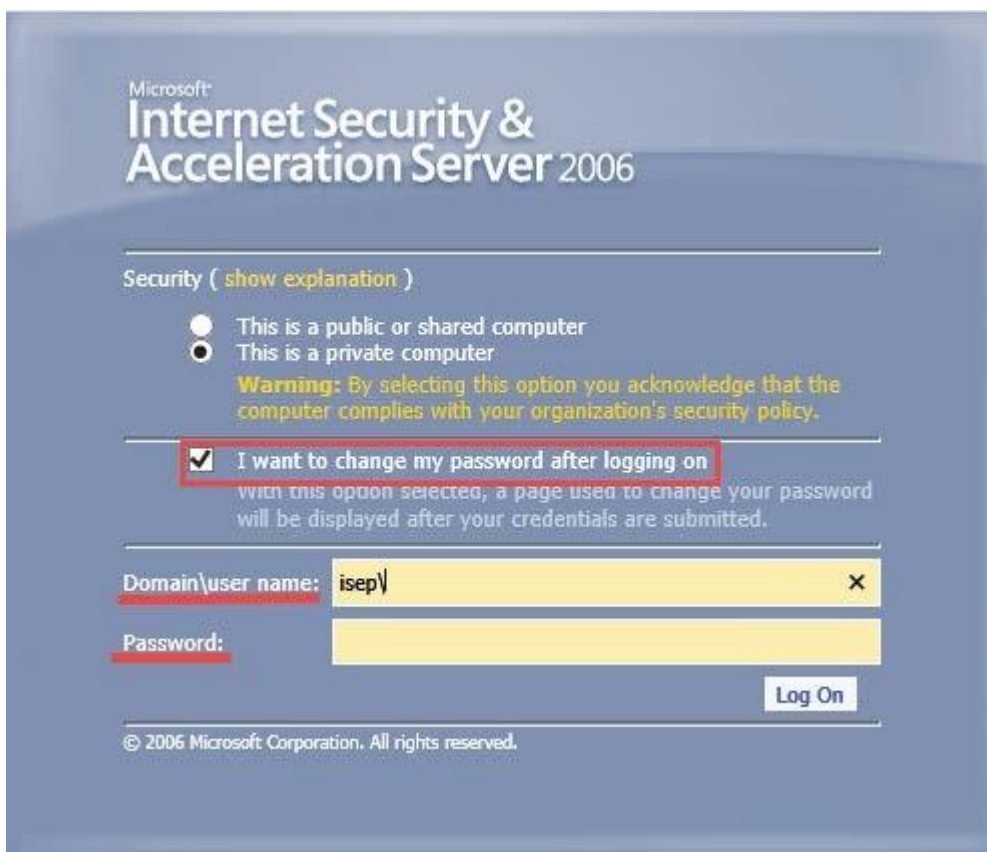 Microsoft®
Internet Security &
Acceleration Server 2006
Security ( show explanation )
This is a public or shared computer
This is a private computer
Warning: By selecting this option you acknowledge that the
computer complies with your organization's security policy.
I want to change my password after logging on
With this option selected, a page used to change your password
will be displayed after your credentials are submitted.
Domain\user name: isep\
Password:
Log On
© 2006 Microsoft Corporation. All rights reserved.